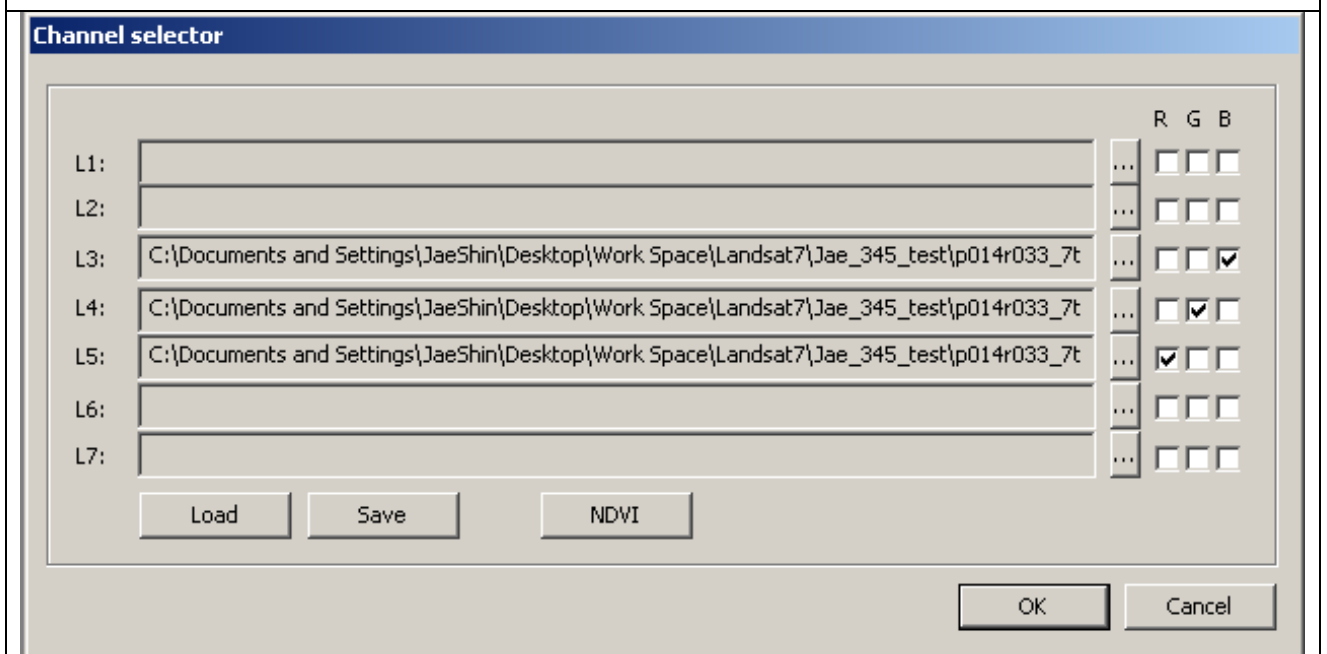 Channel selector
R G B
L1: ...
L2: ...
L3: C:\Documents and Settings\JaeShin\Desktop\Work Space\Landsat7\Jae_345_test\p014r033_7t ...
L4: C:\Documents and Settings\JaeShin\Desktop\Work Space\Landsat7\Jae_345_test\p014r033_7t ...
L5: C:\Documents and Settings\JaeShin\Desktop\Work Space\Landsat7\Jae_345_test\p014r033_7t ...
L6: ...
L7: ...
Load Save NDVI
OK Cancel